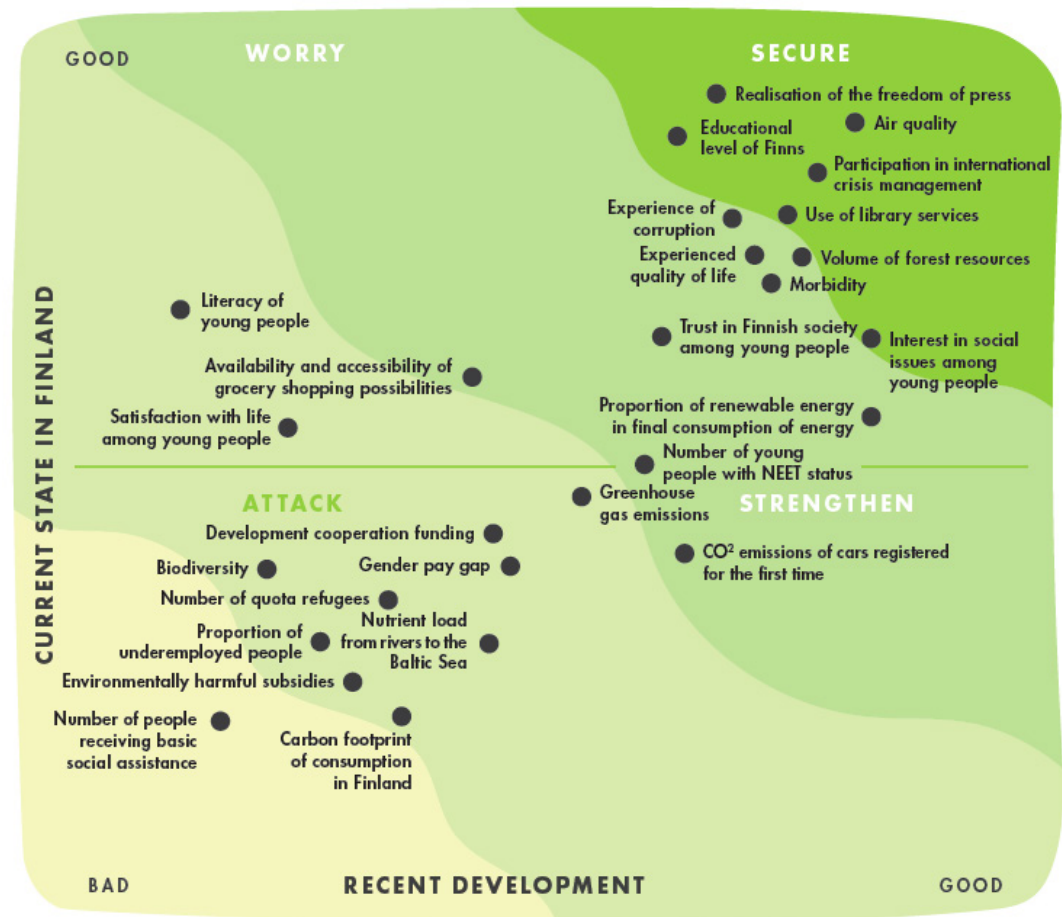 GOOD
WORRY
SECURE
Realisation of the freedom of press
Air quality
Educational
level of Finns
Participation in international
crisis management
Experience of
corruption
Use of library services
Experienced
quality of life
Volume of forest resources
Morbidity
Literacy of
young people
Trust in Finnish society
among young people
Interest in social
issues among
young people
Availability and accessibility of
grocery shopping possibilities
Satisfaction with life
among young people
Proportion of renewable energy
in final consumption of energy
Number of young
people with NEET status
CURRENT STATE IN FINLAND
ATTACK
Greenhouse
gas emissions
STRENGTHEN
Development cooperation funding
CO² emissions of cars registered
for the first time
Biodiversity
Gender pay gap
Number of quota refugees
Nutrient load
from rivers to the
Baltic Sea
Proportion of
underemployed people
Environmentally harmful subsidies
Number of people
receiving basic
social assistance
Carbon footprint
of consumption
in Finland
BAD
RECENT DEVELOPMENT
GOOD